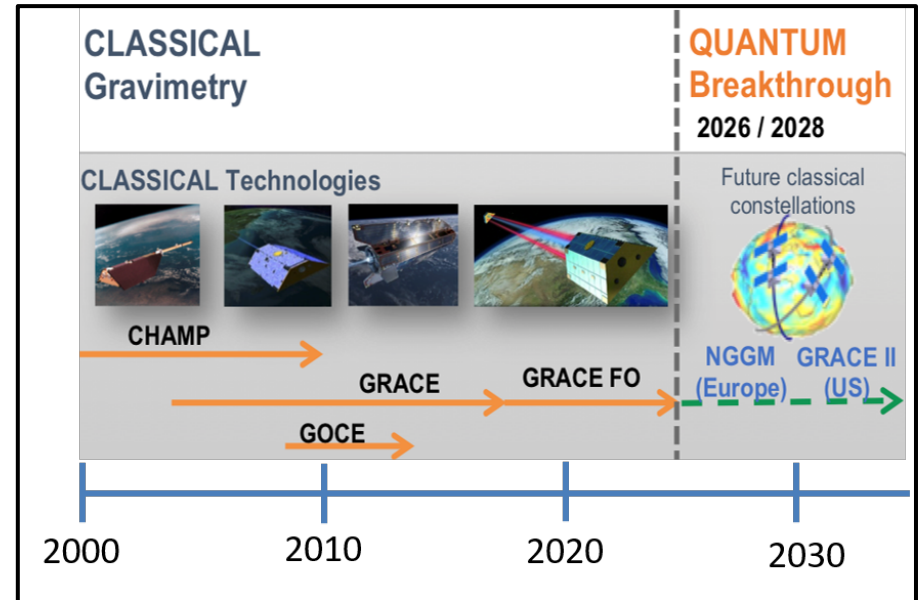 CLASSICAL
Gravimetry
QUANTUM
Breakthrough
2026 / 2028
CLASSICAL Technologies
Future classical
constellations
CHAMP
GRACE
GRACE FO
GOCE
NGGM
(Europe)
GRACE II
(US)
2000
2010
2020
2030